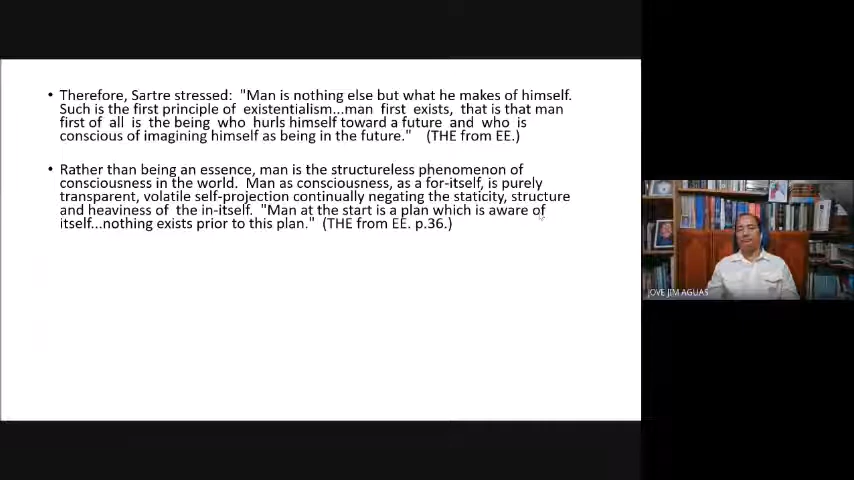 • Therefore, Sartre stressed: "Man is nothing else but what he makes of himself.
Such is the first principle of existentialism...man first exists, that is that man
first of all is the being who hurls himself toward a future and who is
conscious of imagining himself as being in the future." (THE from EE.)
• Rather than being an essence, man is the structureless phenomenon of
consciousness in the world. Man as consciousness, as a for-itself, is purely
transparent, volatile self-projection continually negating the staticity, structure
and heaviness of the in-itself. "Man at the start is a plan which is aware of
itself...nothing exists prior to this plan." (THE from EE. p.36.)
JOVE JIM AGUAS